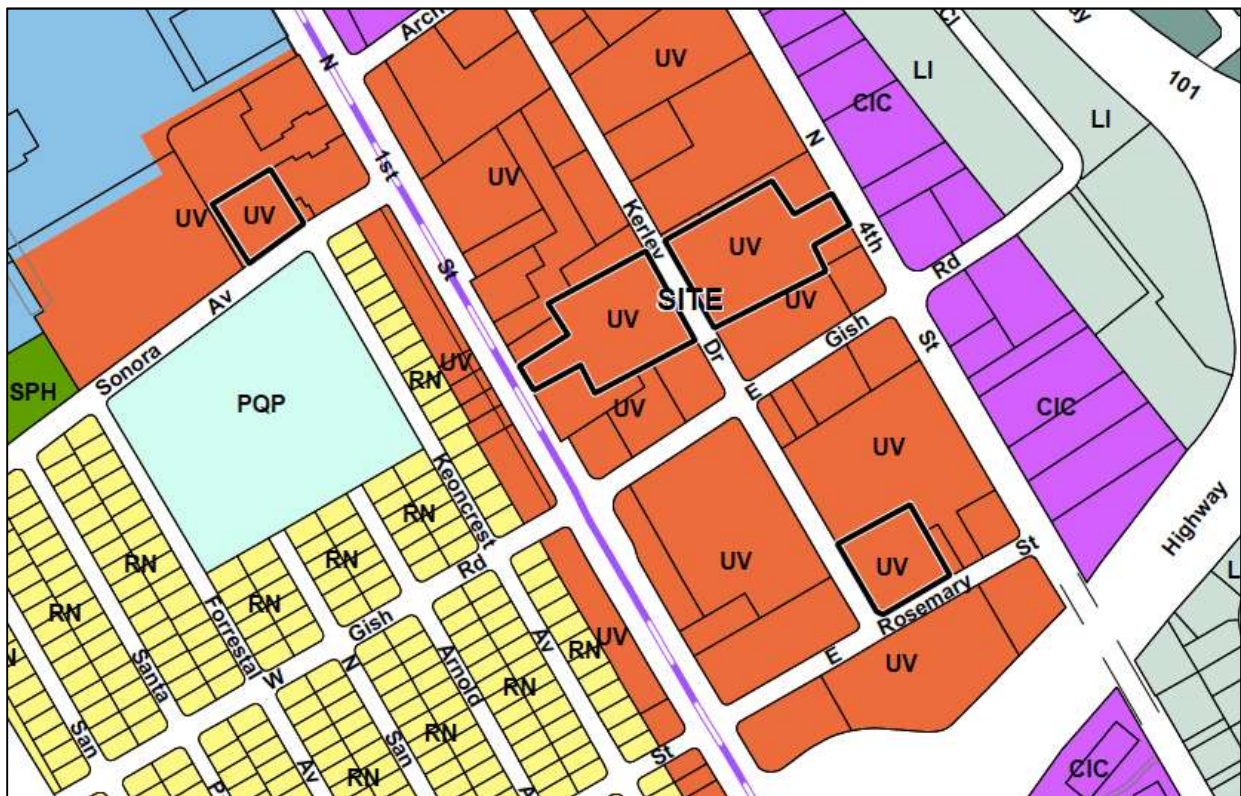 Arch
N
UV
LI
Cl
101
CIC
LI
1st
UV
N
UV
UV
Kerley
4th
UV
Rd
St
SITE
UV
UV
Gish
St
Sonora
Av
UV
Dr
SPH
PQP
RN
UV
E
CIC
UV
Keoncrest
RN
Highway
RN
RN
RN
Rd
UV
UV
St
RN
Rosemary
Forrestal
Gish
Av
UV
E
RN
Santa
W
N
Arnold
RN
UV
San
RN
St
San
Av
RN
CIC